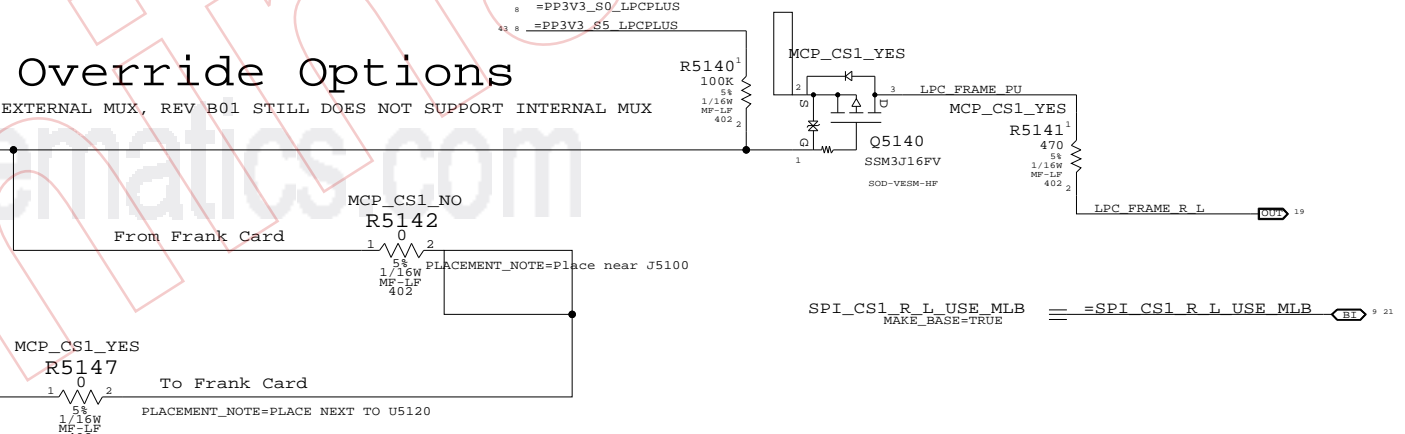 8 =PP3V3_S0_LPCPLUS
43 8 =PP3V3_S5_LPCPLUS
Override Options
EXTERNAL MUX, REV B01 STILL DOES NOT SUPPORT INTERNAL MUX
R5140
1
100K
5%
1/16W
MF-LF
402
2
MCP_CS1_YES
2
S
D
3
G
1
LPC_FRAME_PU
Q5140
SSM3J16FV
SOD-VESM-HF
MCP_CS1_YES
R5141
1
470
5%
1/16W
MF-LF
402
2
LPC_FRAME_R_L
OUT 19
ematics.com
MCP_CS1_NO
R5142
From Frank Card
1
0
2
5%
1/16W
MF-LF
402
PLACEMENT_NOTE=Place near J5100
SPI_CS1_R_L_USE_MLB
MAKE_BASE=TRUE
=SPI_CS1_R_L_USE_MLB
BI 9 21
MCP_CS1_YES
R5147
1
0
2
To Frank Card
5%
1/16W
MF-LF
PLACEMENT_NOTE=PLACE NEXT TO U5120